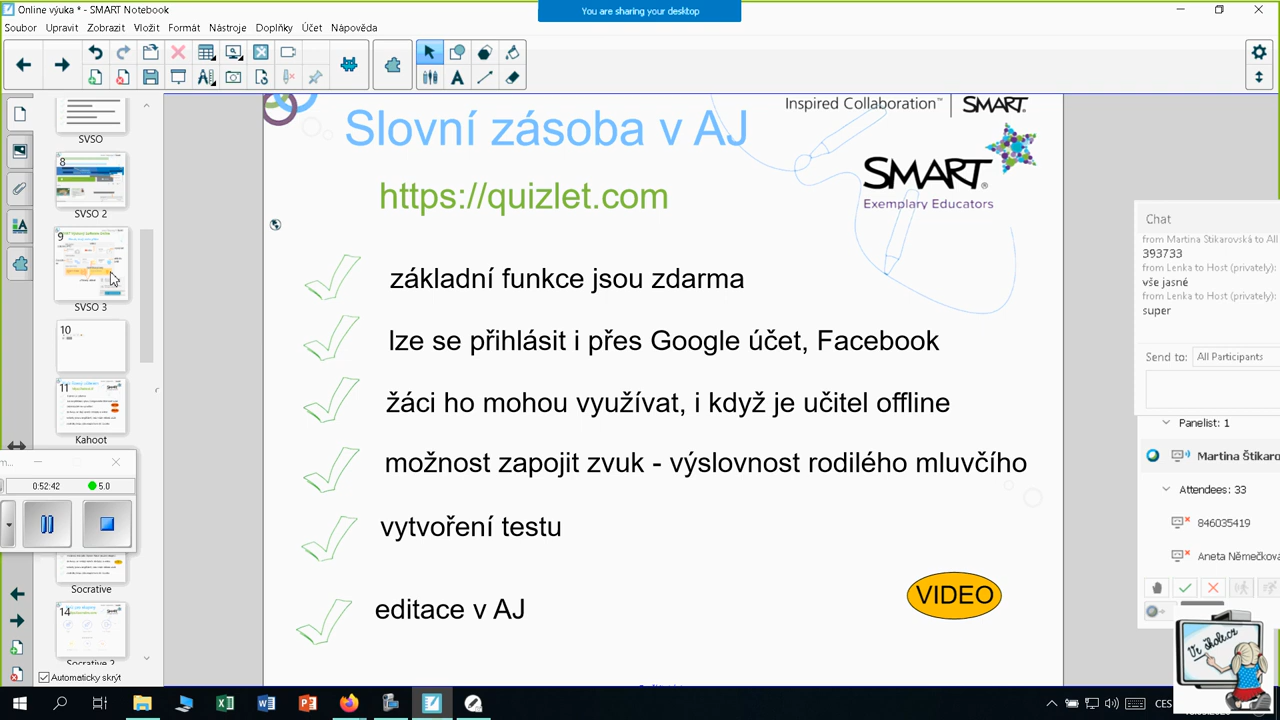 Online výuka * - SMART Notebook
You are sharing your desktop
Soubor Upravit Zobrazit Vložit Formát Nástroje Doplňky Účet Nápověda
Inspired Collaboration™ SMART.
Slovní zásoba v AJ
https://quizlet.com
SMART®
Exemplary Educators
základní funkce jsou zdarma
lze se přihlásit i přes Google účet, Facebook
žáci ho mohou využívat, i když je učitel offline
možnost zapojit zvuk - výslovnost rodilého mluvčího
vytvoření testu
editace v AJ
VIDEO
SVSO
8
SVSO 2
9
SVSO 3
10
11
Kahoot
0:52:42 5.0
Socrative
14
Socrative 2
Automaticky skrýt
Chat
from Martina Štikarovská to All
393733
from Lenka to Host (privately):
vše jasné
from Lenka to Host (privately):
super
Send to: All Participants
Panelist: 1
Martina Štikaro
Attendees: 33
846035419
Aneta Němečkova
Ve škole.cz
CES